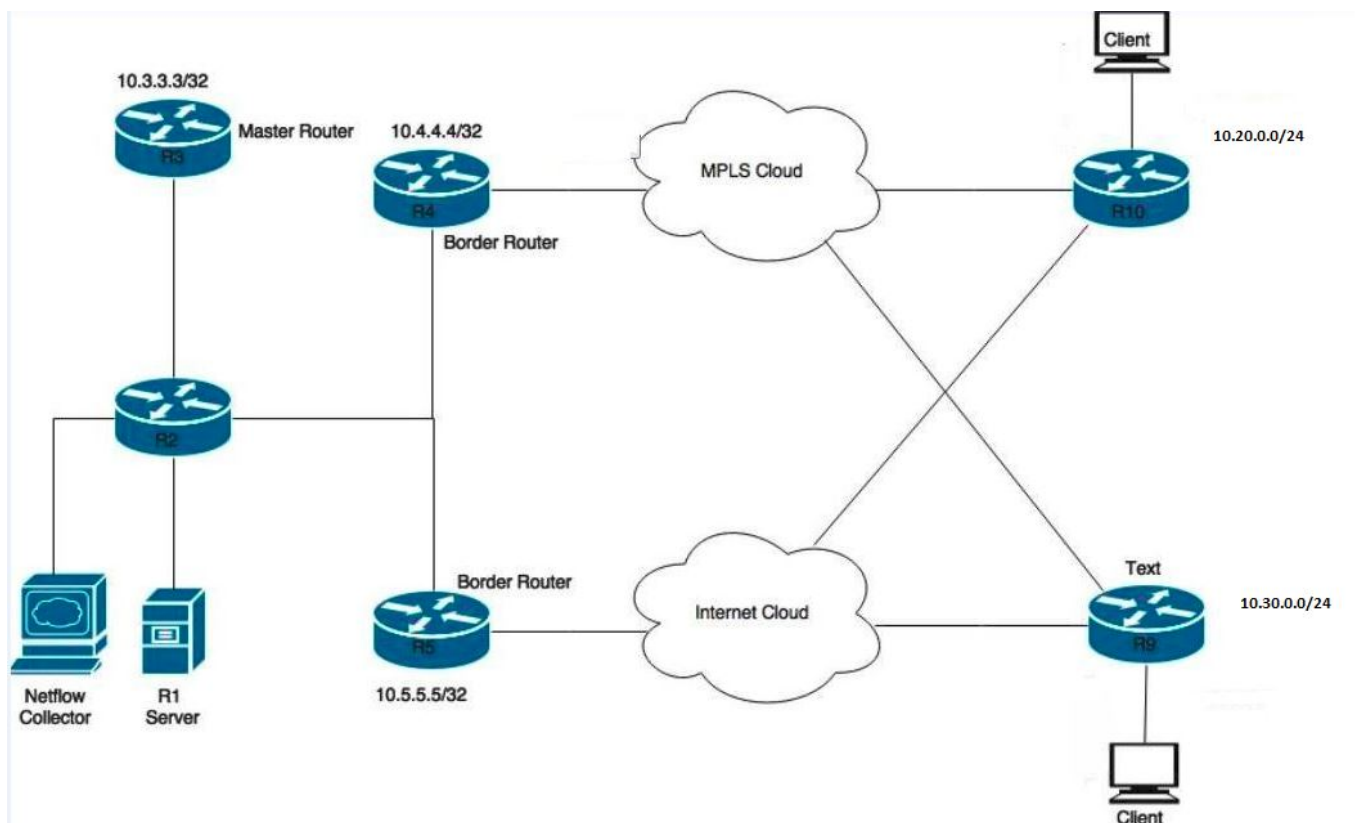 Client
10.3.3.3/32
Master Router
10.4.4.4/32
10.20.0.0/24
R3
MPLS Cloud
R4
R10
Border Router
R2
Border Router
Text
Internet Cloud
10.30.0.0/24
R5
R9
Netflow
Collector
R1
Server
10.5.5.5/32
Client